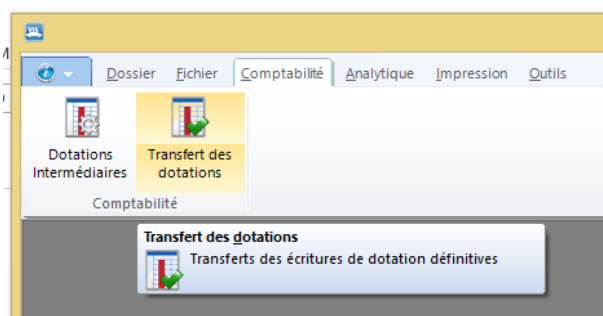 Dossier Fichier Comptabilité Analytique Impression Outils
Dotations Intermédiaires
Transfert des dotations
Comptabilité
Transfert des dotations
Transferts des écritures de dotation définitives